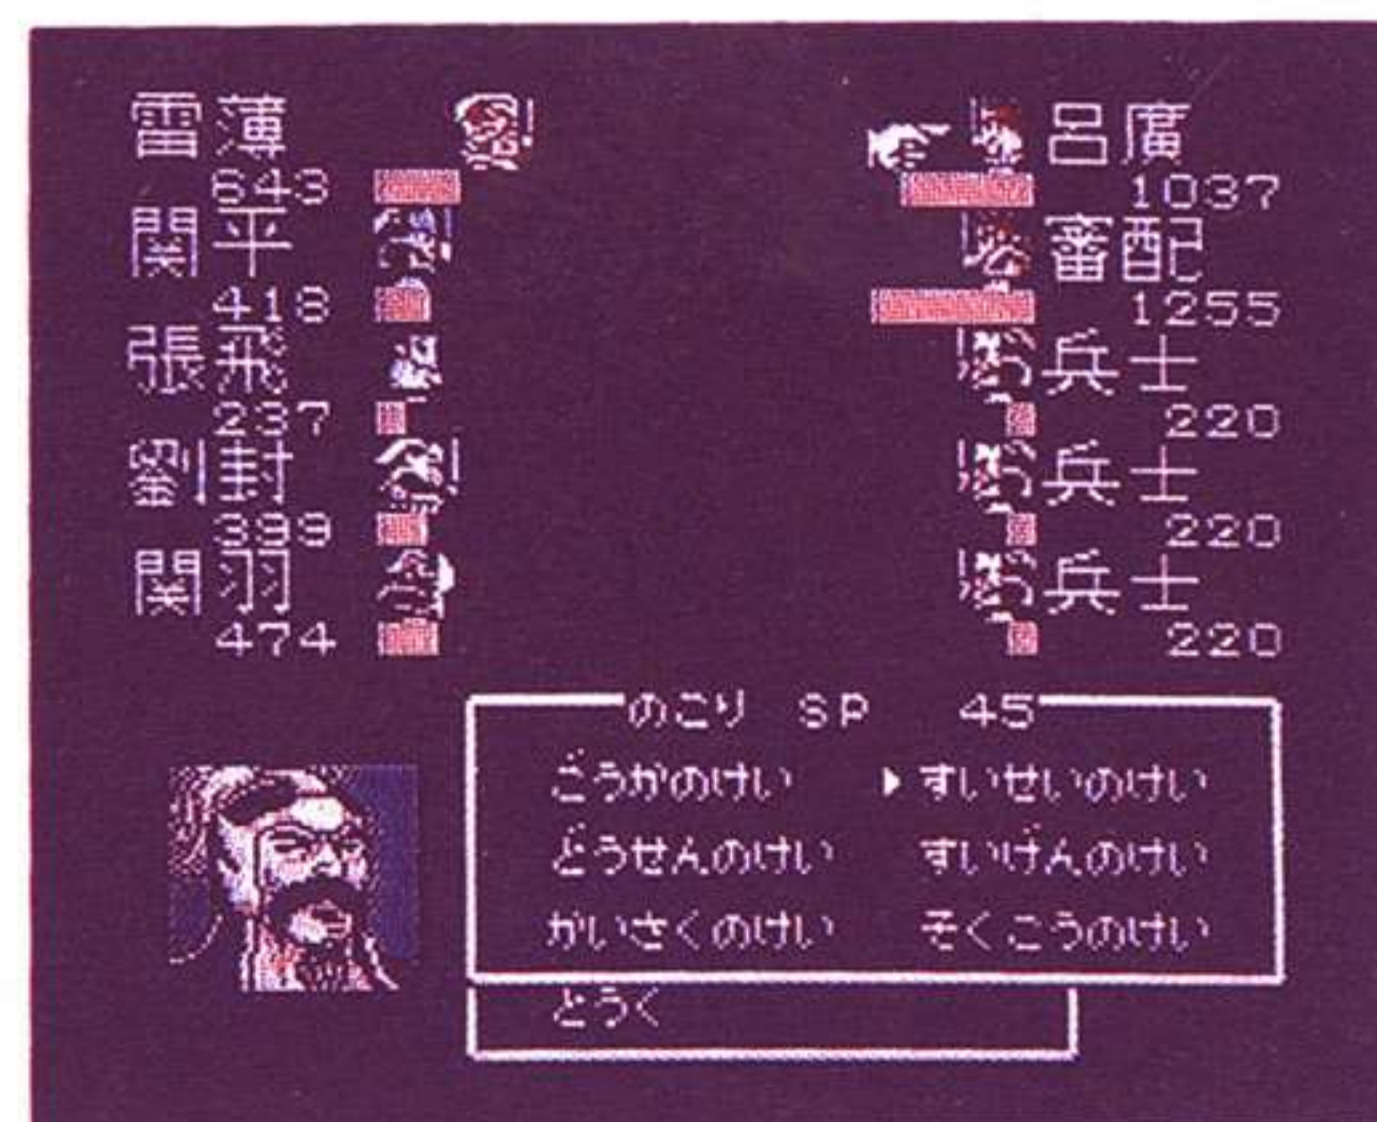 雷薄 呂廣
643 1037
関平 審配
418 1255
張飛 兵士
237 220
劉封 兵士
399 220
関羽 兵士
474 220
のこり SP 45
ごうかのけい ▶すいせいのけい
どうせんのけい すいげんのけい
かいさくのけい そくこうのけい
とうく